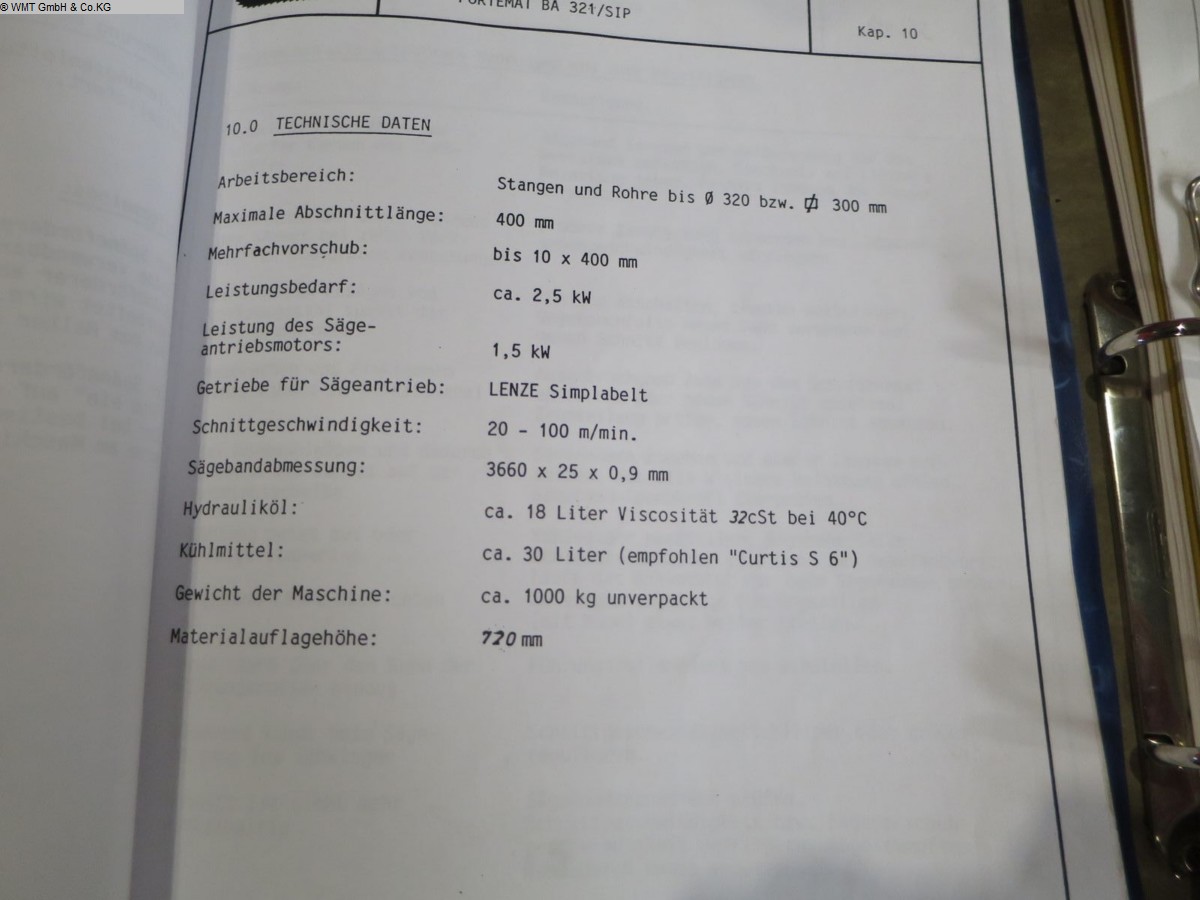 © WMT GmbH & Co.KG
BA 321/SIP
Kap. 10
10.0 TECHNISCHE DATEN
Arbeitsbereich: Stangen und Rohre bis Ø 320 bzw. 300 mm
Maximale Abschnittlänge: 400 mm
Mehrfachvorschub: bis 10 x 400 mm
Leistungsbedarf: ca. 2,5 kW
Leistung des Säge-
antriebsmotors: 1,5 kW
Getriebe für Sägeantrieb: LENZE Simplabelt
Schnittgeschwindigkeit: 20 - 100 m/min.
Sägebandabmessung: 3660 x 25 x 0,9 mm
Hydrauliköl: ca. 18 Liter Viscosität 32cSt bei 40°C
Kühlmittel: ca. 30 Liter (empfohlen "Curtis S 6")
Gewicht der Maschine: ca. 1000 kg unverpackt
Materialauflagehöhe: 720 mm